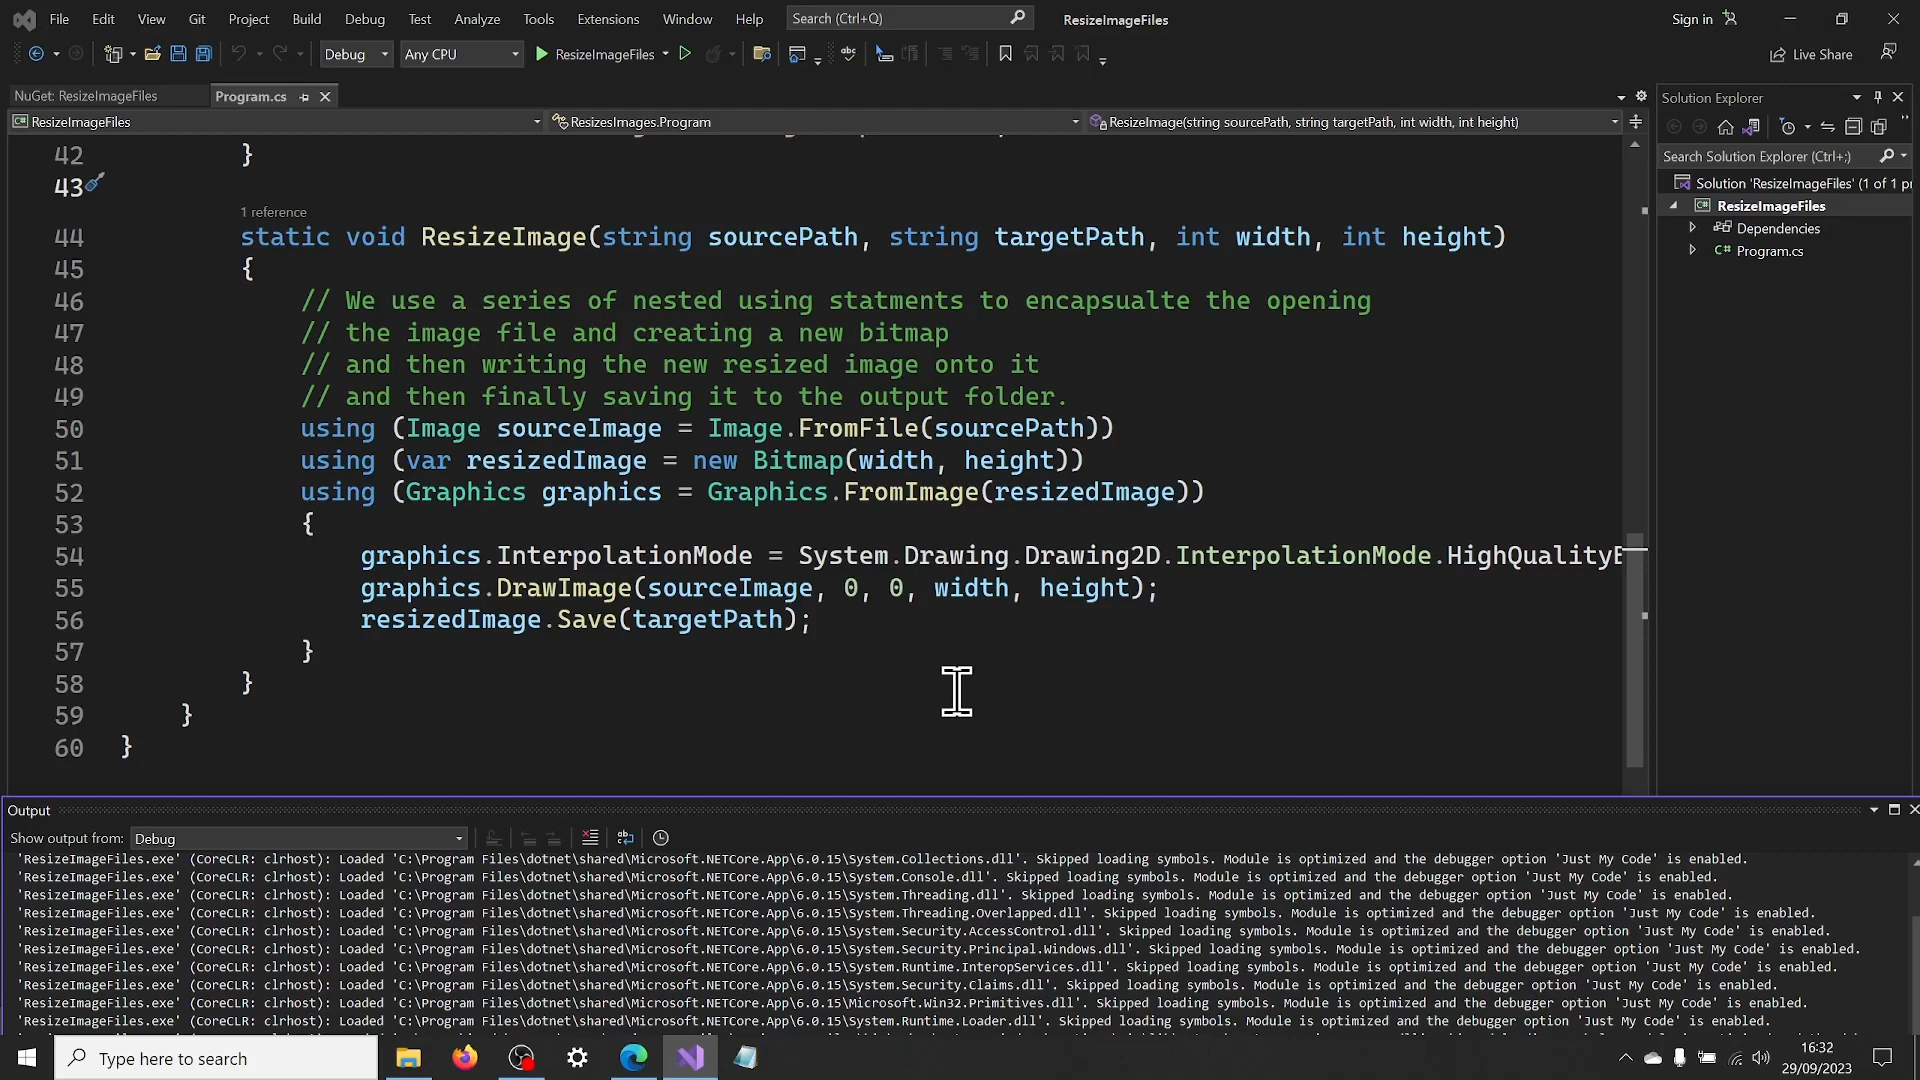 File Edit View Git Project Build Debug Test Analyze Tools Extensions Window Help Search (Ctrl+Q) ResizeImageFiles Sign in
Debug Any CPU ResizeImageFiles Live Share
NuGet: ResizeImageFiles Program.cs
ResizeImageFiles ResizesImages.Program ResizeImage(string sourcePath, string targetPath, int width, int height)
Solution Explorer
Search Solution Explorer (Ctrl+;)
Solution 'ResizeImageFiles' (1 of 1 pr
ResizeImageFiles
Dependencies
C# Program.cs
42 }
43
1 reference
44 static void ResizeImage(string sourcePath, string targetPath, int width, int height)
45 {
46 // We use a series of nested using statments to encapsualte the opening
47 // the image file and creating a new bitmap
48 // and then writing the new resized image onto it
49 // and then finally saving it to the output folder.
50 using (Image sourceImage = Image.FromFile(sourcePath))
51 using (var resizedImage = new Bitmap(width, height))
52 using (Graphics graphics = Graphics.FromImage(resizedImage))
53 {
54 graphics.InterpolationMode = System.Drawing.Drawing2D.InterpolationMode.HighQualityB
55 graphics.DrawImage(sourceImage, 0, 0, width, height);
56 resizedImage.Save(targetPath);
57 }
58 }
59 }
60 }
Output
Show output from: Debug
'ResizeImageFiles.exe' (CoreCLR: clrhost): Loaded 'C:\Program Files\dotnet\shared\Microsoft.NETCore.App\6.0.15\System.Collections.dll'. Skipped loading symbols. Module is optimized and the debugger option 'Just My Code' is enabled.
'ResizeImageFiles.exe' (CoreCLR: clrhost): Loaded 'C:\Program Files\dotnet\shared\Microsoft.NETCore.App\6.0.15\System.Console.dll'. Skipped loading symbols. Module is optimized and the debugger option 'Just My Code' is enabled.
'ResizeImageFiles.exe' (CoreCLR: clrhost): Loaded 'C:\Program Files\dotnet\shared\Microsoft.NETCore.App\6.0.15\System.Threading.dll'. Skipped loading symbols. Module is optimized and the debugger option 'Just My Code' is enabled.
'ResizeImageFiles.exe' (CoreCLR: clrhost): Loaded 'C:\Program Files\dotnet\shared\Microsoft.NETCore.App\6.0.15\System.Threading.Overlapped.dll'. Skipped loading symbols. Module is optimized and the debugger option 'Just My Code' is enabled.
'ResizeImageFiles.exe' (CoreCLR: clrhost): Loaded 'C:\Program Files\dotnet\shared\Microsoft.NETCore.App\6.0.15\System.Security.AccessControl.dll'. Skipped loading symbols. Module is optimized and the debugger option 'Just My Code' is enabled.
'ResizeImageFiles.exe' (CoreCLR: clrhost): Loaded 'C:\Program Files\dotnet\shared\Microsoft.NETCore.App\6.0.15\System.Security.Principal.Windows.dll'. Skipped loading symbols. Module is optimized and the debugger option 'Just My Code' is enabled.
'ResizeImageFiles.exe' (CoreCLR: clrhost): Loaded 'C:\Program Files\dotnet\shared\Microsoft.NETCore.App\6.0.15\System.Runtime.InteropServices.dll'. Skipped loading symbols. Module is optimized and the debugger option 'Just My Code' is enabled.
'ResizeImageFiles.exe' (CoreCLR: clrhost): Loaded 'C:\Program Files\dotnet\shared\Microsoft.NETCore.App\6.0.15\System.Security.Claims.dll'. Skipped loading symbols. Module is optimized and the debugger option 'Just My Code' is enabled.
'ResizeImageFiles.exe' (CoreCLR: clrhost): Loaded 'C:\Program Files\dotnet\shared\Microsoft.NETCore.App\6.0.15\Microsoft.Win32.Primitives.dll'. Skipped loading symbols. Module is optimized and the debugger option 'Just My Code' is enabled.
'ResizeImageFiles.exe' (CoreCLR: clrhost): Loaded 'C:\Program Files\dotnet\shared\Microsoft.NETCore.App\6.0.15\System.Runtime.Loader.dll'. Skipped loading symbols. Module is optimized and the debugger option 'Just My Code' is enabled.
Type here to search
16:32
29/09/2023